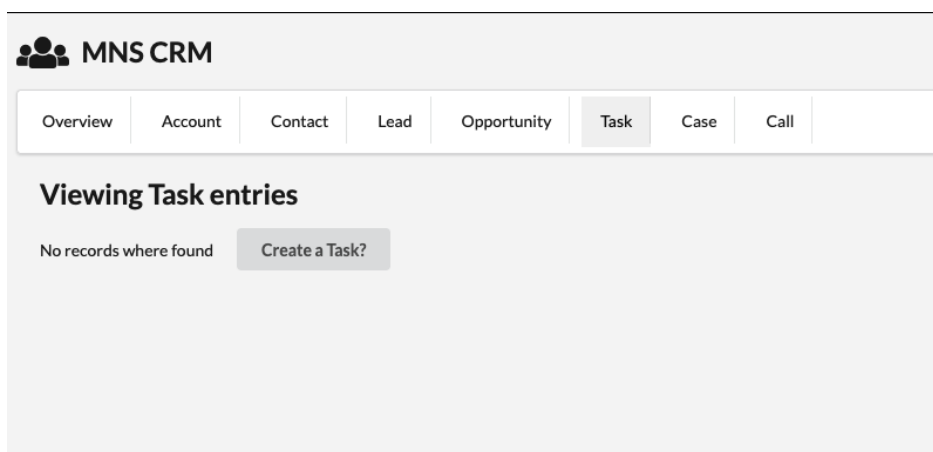 MNS CRM
Overview Account Contact Lead Opportunity Task Case Call
Viewing Task entries
No records where found Create a Task?